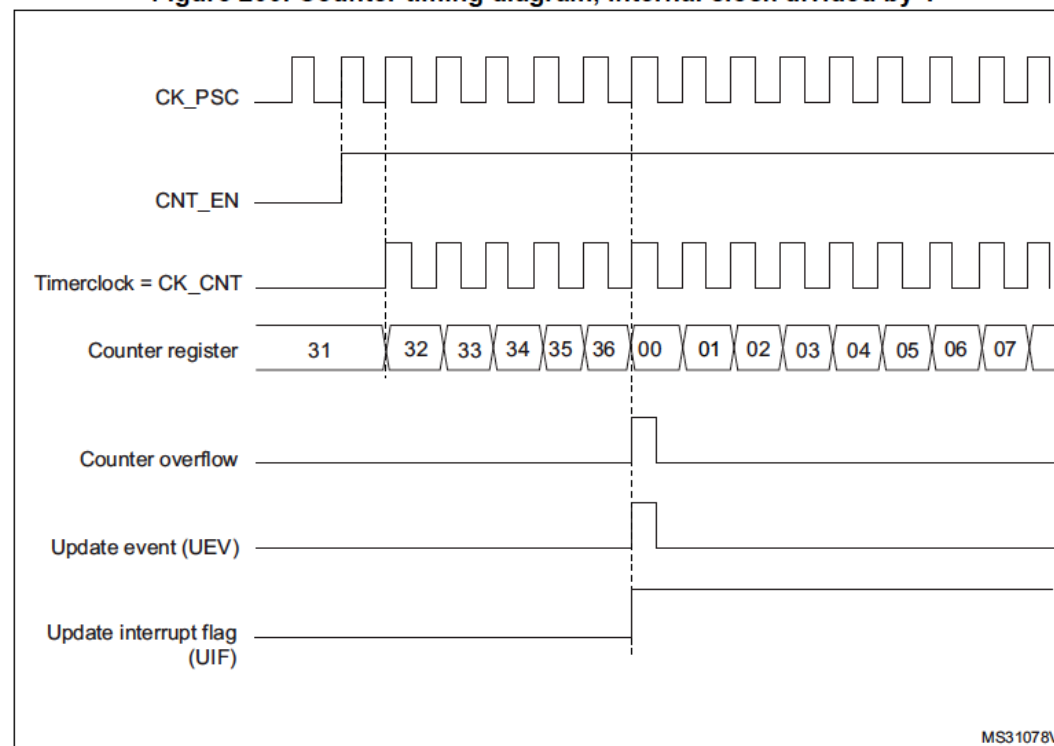 CK_PSC
CNT_EN
Timerclock = CK_CNT
Counter register 31 32 33 34 35 36 00 01 02 03 04 05 06 07
Counter overflow
Update event (UEV)
Update interrupt flag
(UIF)
MS31078V